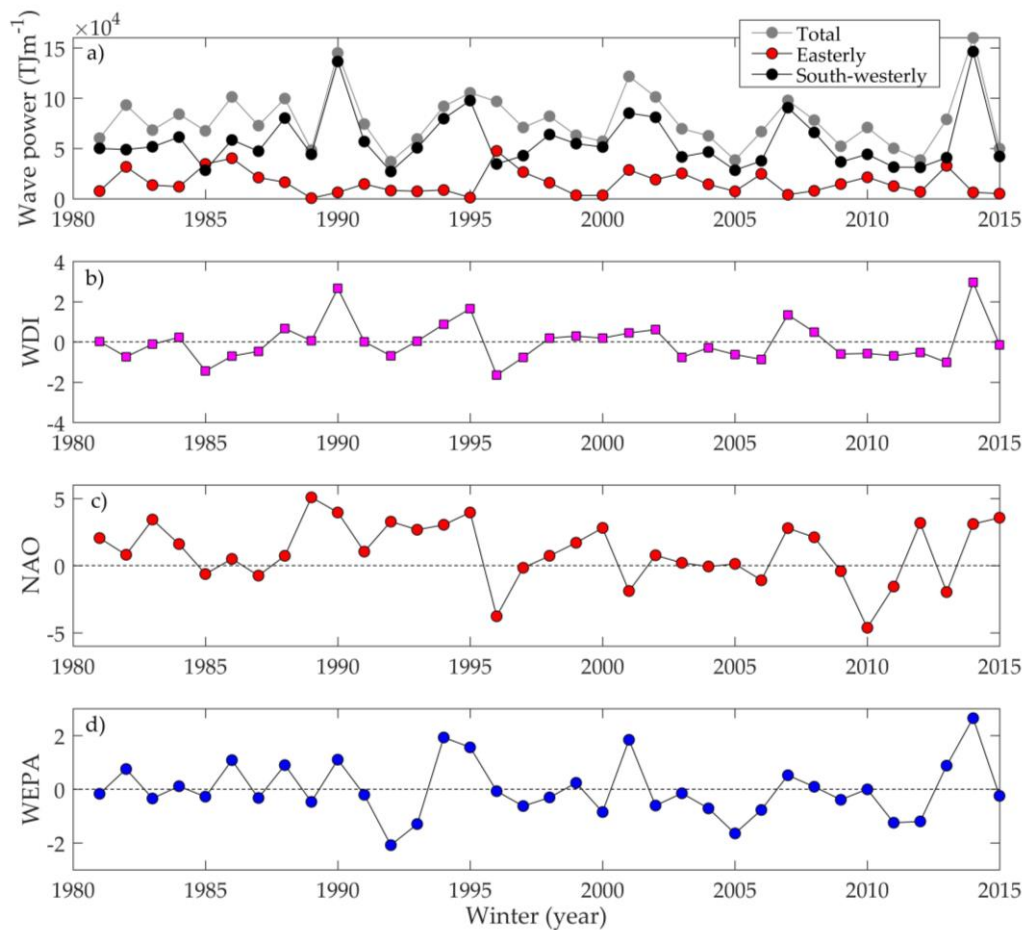 ×10⁴
a)
Wave power (TJm⁻¹)
15
10
5
0
Total
Easterly
South-westerly
1980 1985 1990 1995 2000 2005 2010 2015
b)
WDI
4
2
0
-2
-4
1980 1985 1990 1995 2000 2005 2010 2015
c)
NAO
5
0
-5
1980 1985 1990 1995 2000 2005 2010 2015
d)
WEPA
2
0
-2
1980 1985 1990 1995 2000 2005 2010 2015
Winter (year)